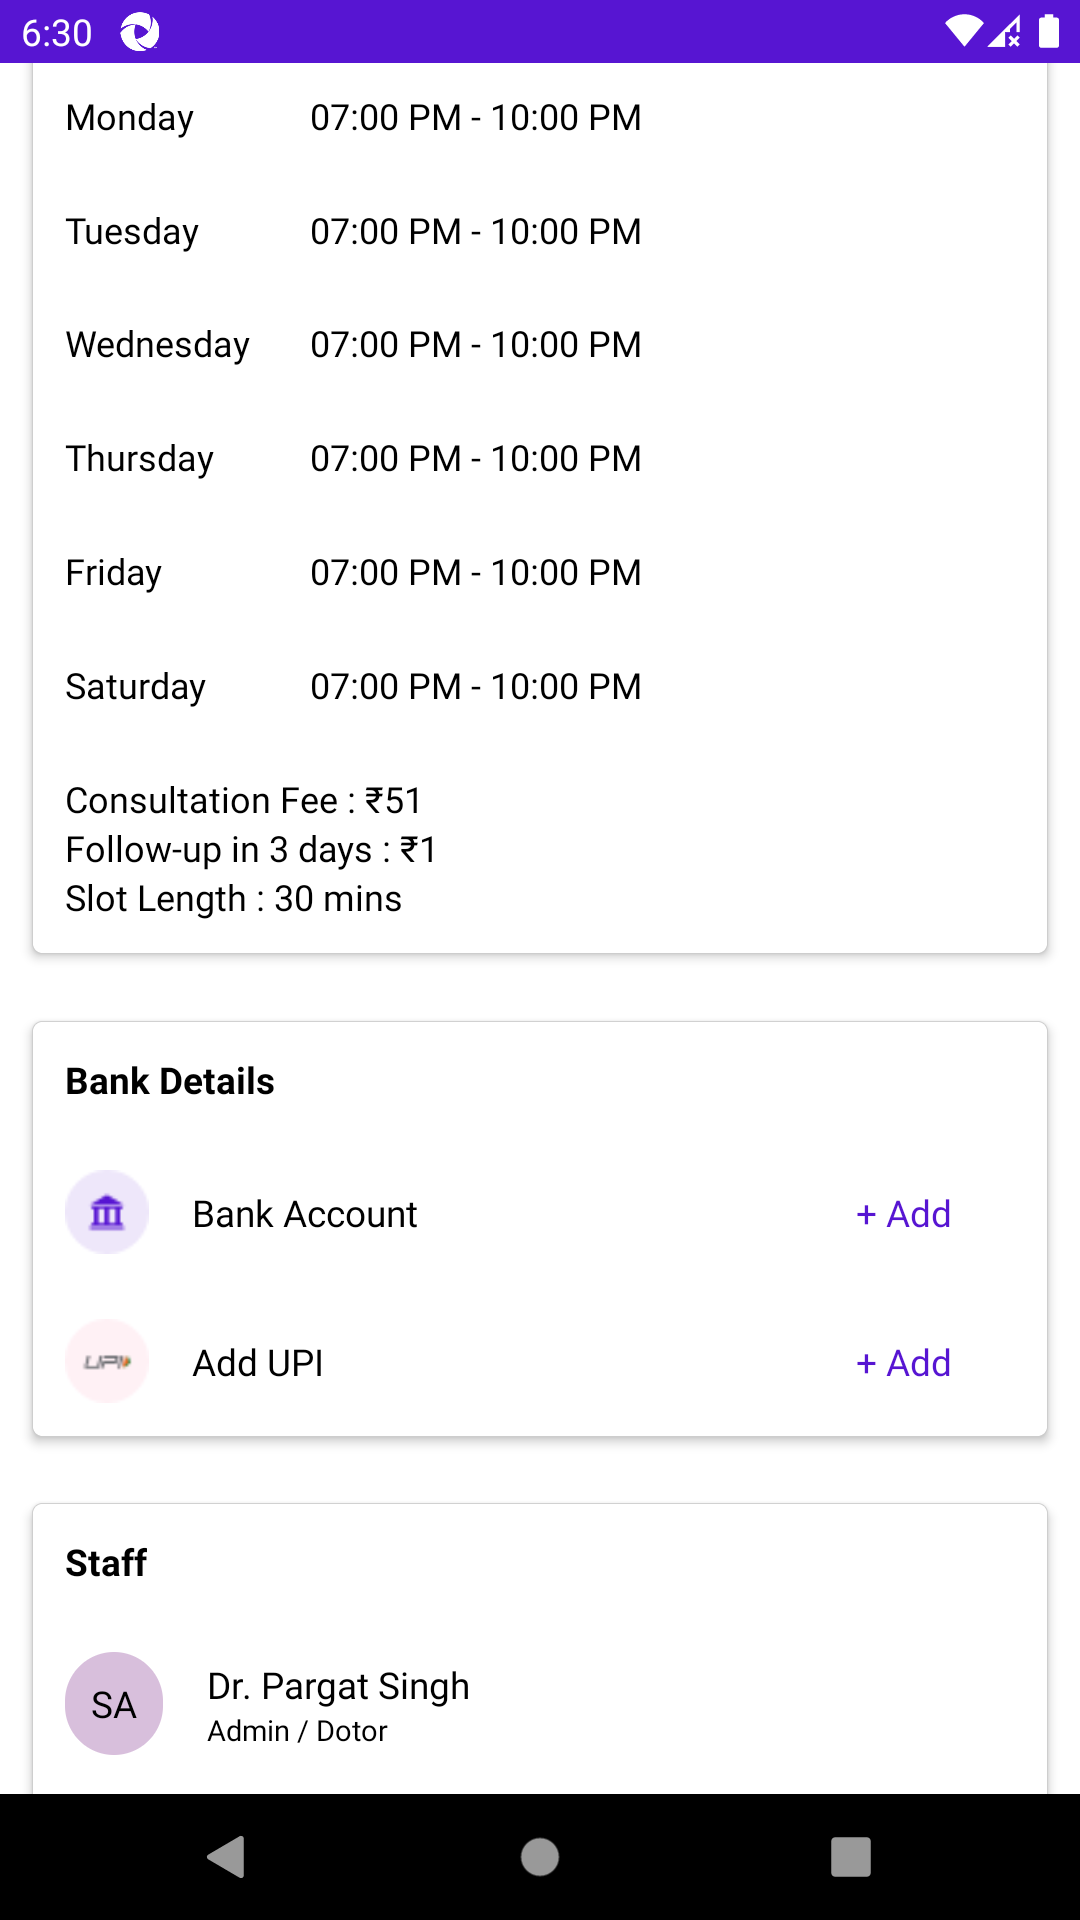 6:30
Monday 07:00 PM - 10:00 PM
Tuesday 07:00 PM - 10:00 PM
Wednesday 07:00 PM - 10:00 PM
Thursday 07:00 PM - 10:00 PM
Friday 07:00 PM - 10:00 PM
Saturday 07:00 PM - 10:00 PM
Consultation Fee : ₹51
Follow-up in 3 days : ₹1
Slot Length : 30 mins
Bank Details
Bank Account + Add
UPI Add UPI + Add
Staff
SA Dr. Pargat Singh
Admin / Dotor